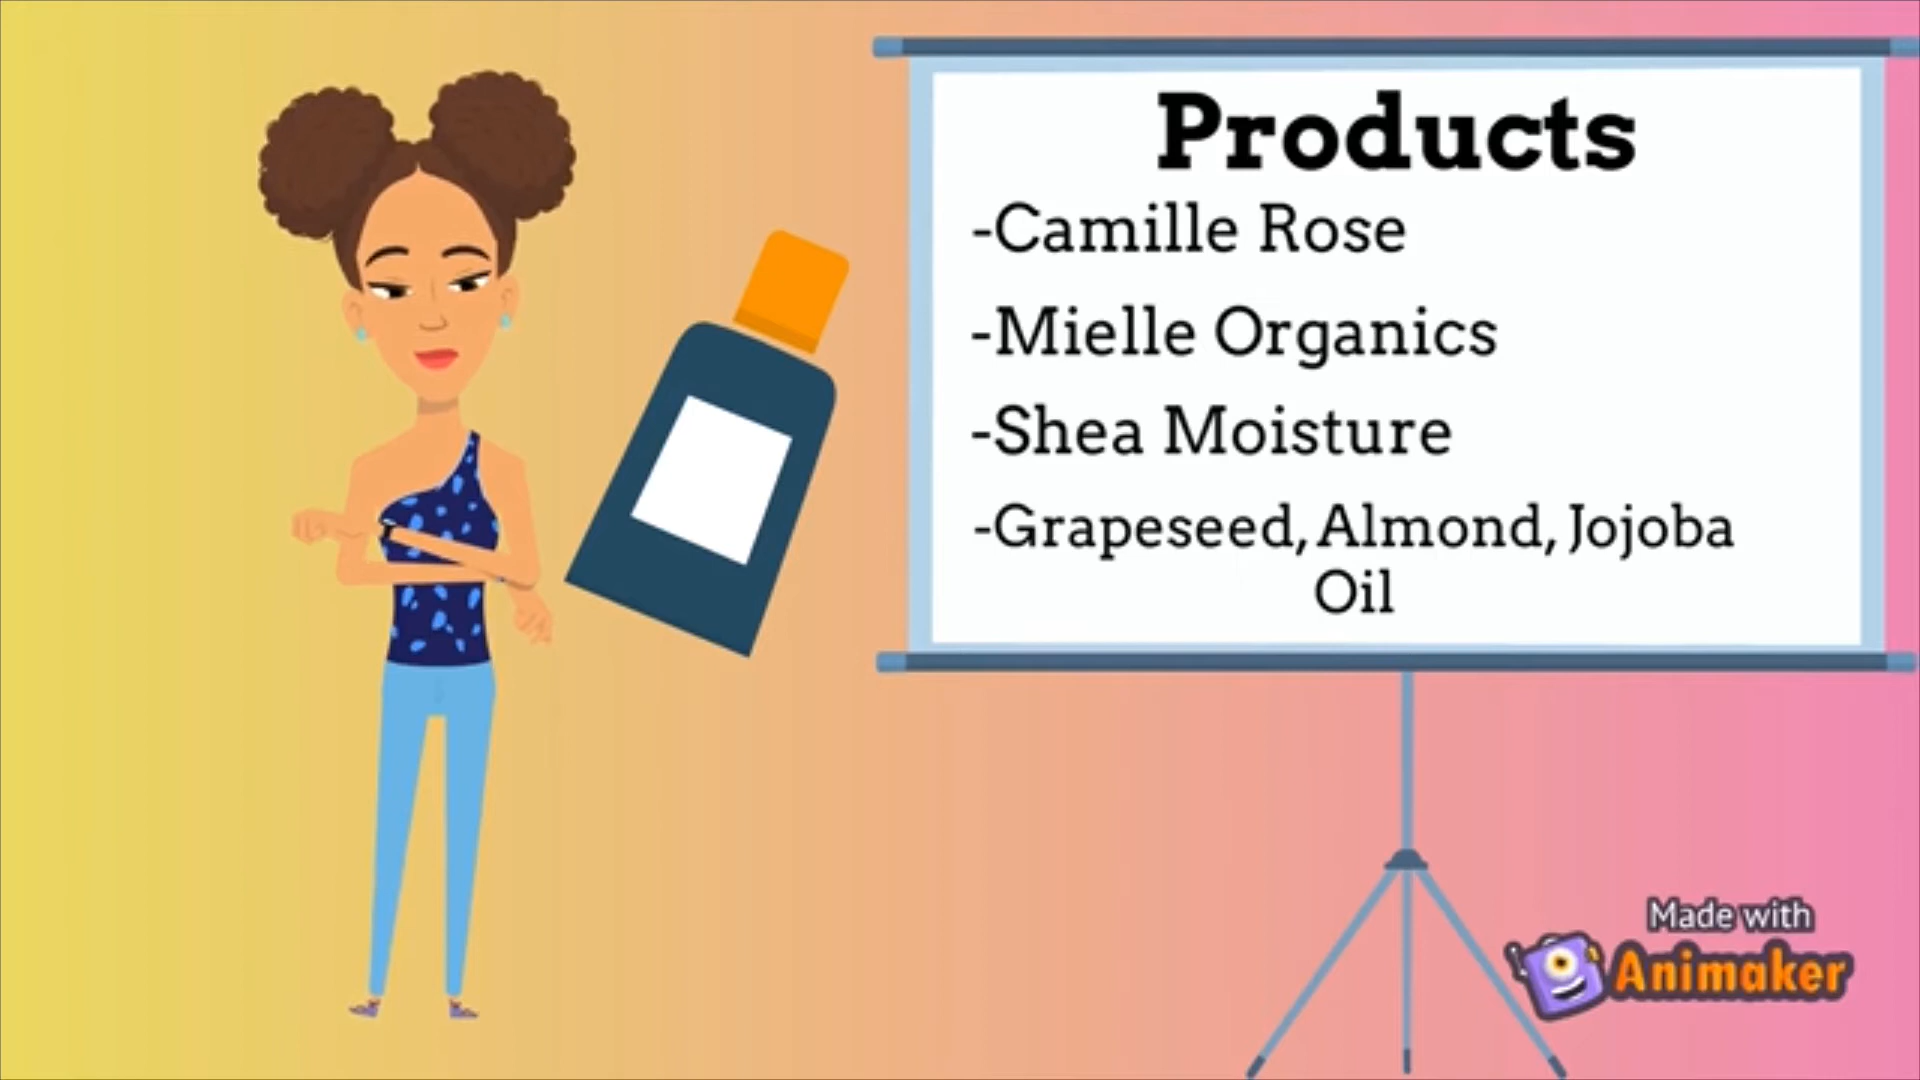 Products
-Camille Rose
-Mielle Organics
-Shea Moisture
-Grapeseed, Almond, Jojoba
Oil
Made with
Animaker